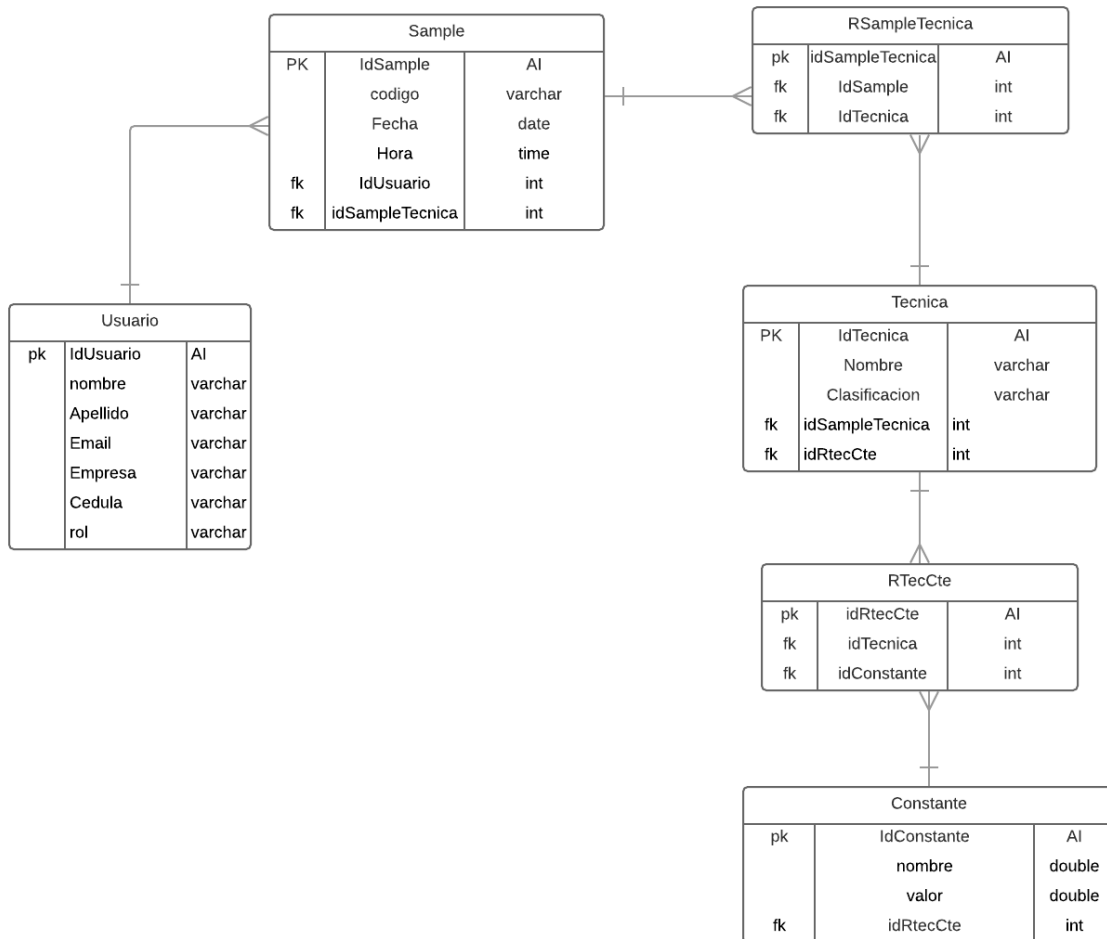 Sample
PK IdSample AI
codigo varchar
Fecha date
Hora time
fk IdUsuario int
fk idSampleTecnica int
RSampleTecnica
pk idSampleTecnica AI
fk IdSample int
fk IdTecnica int
Usuario
pk IdUsuario AI
nombre varchar
Apellido varchar
Email varchar
Empresa varchar
Cedula varchar
rol varchar
Tecnica
PK IdTecnica AI
Nombre varchar
Clasificacion varchar
fk idSampleTecnica int
fk idRtecCte int
RTecCte
pk idRtecCte AI
fk idTecnica int
fk idConstante int
Constante
pk IdConstante AI
nombre double
valor double
fk idRtecCte int